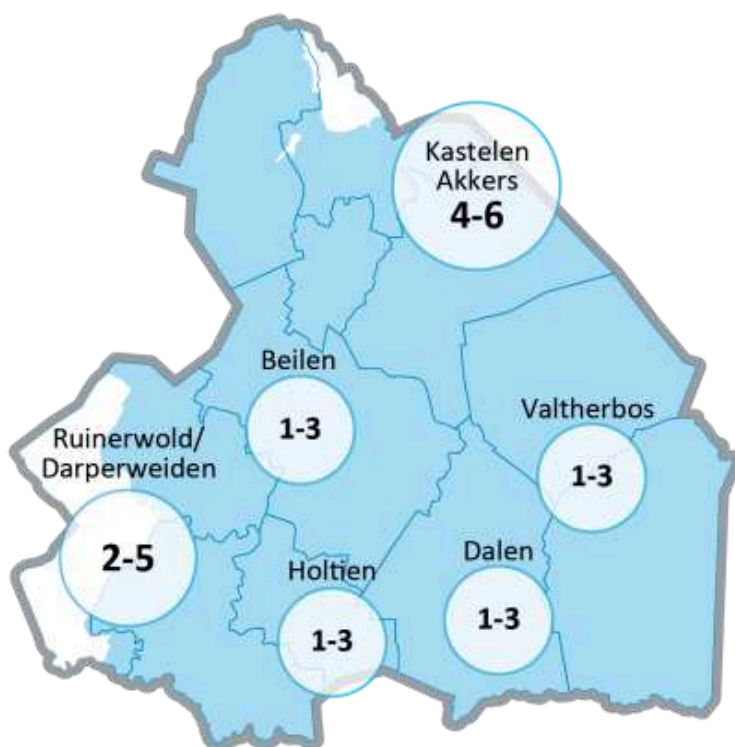 Kastelen
Akkers
4-6
Beilen
1-3
Valtherbos
1-3
Ruinerwold/
Darperweiden
2-5
Holtien
1-3
Dalen
1-3